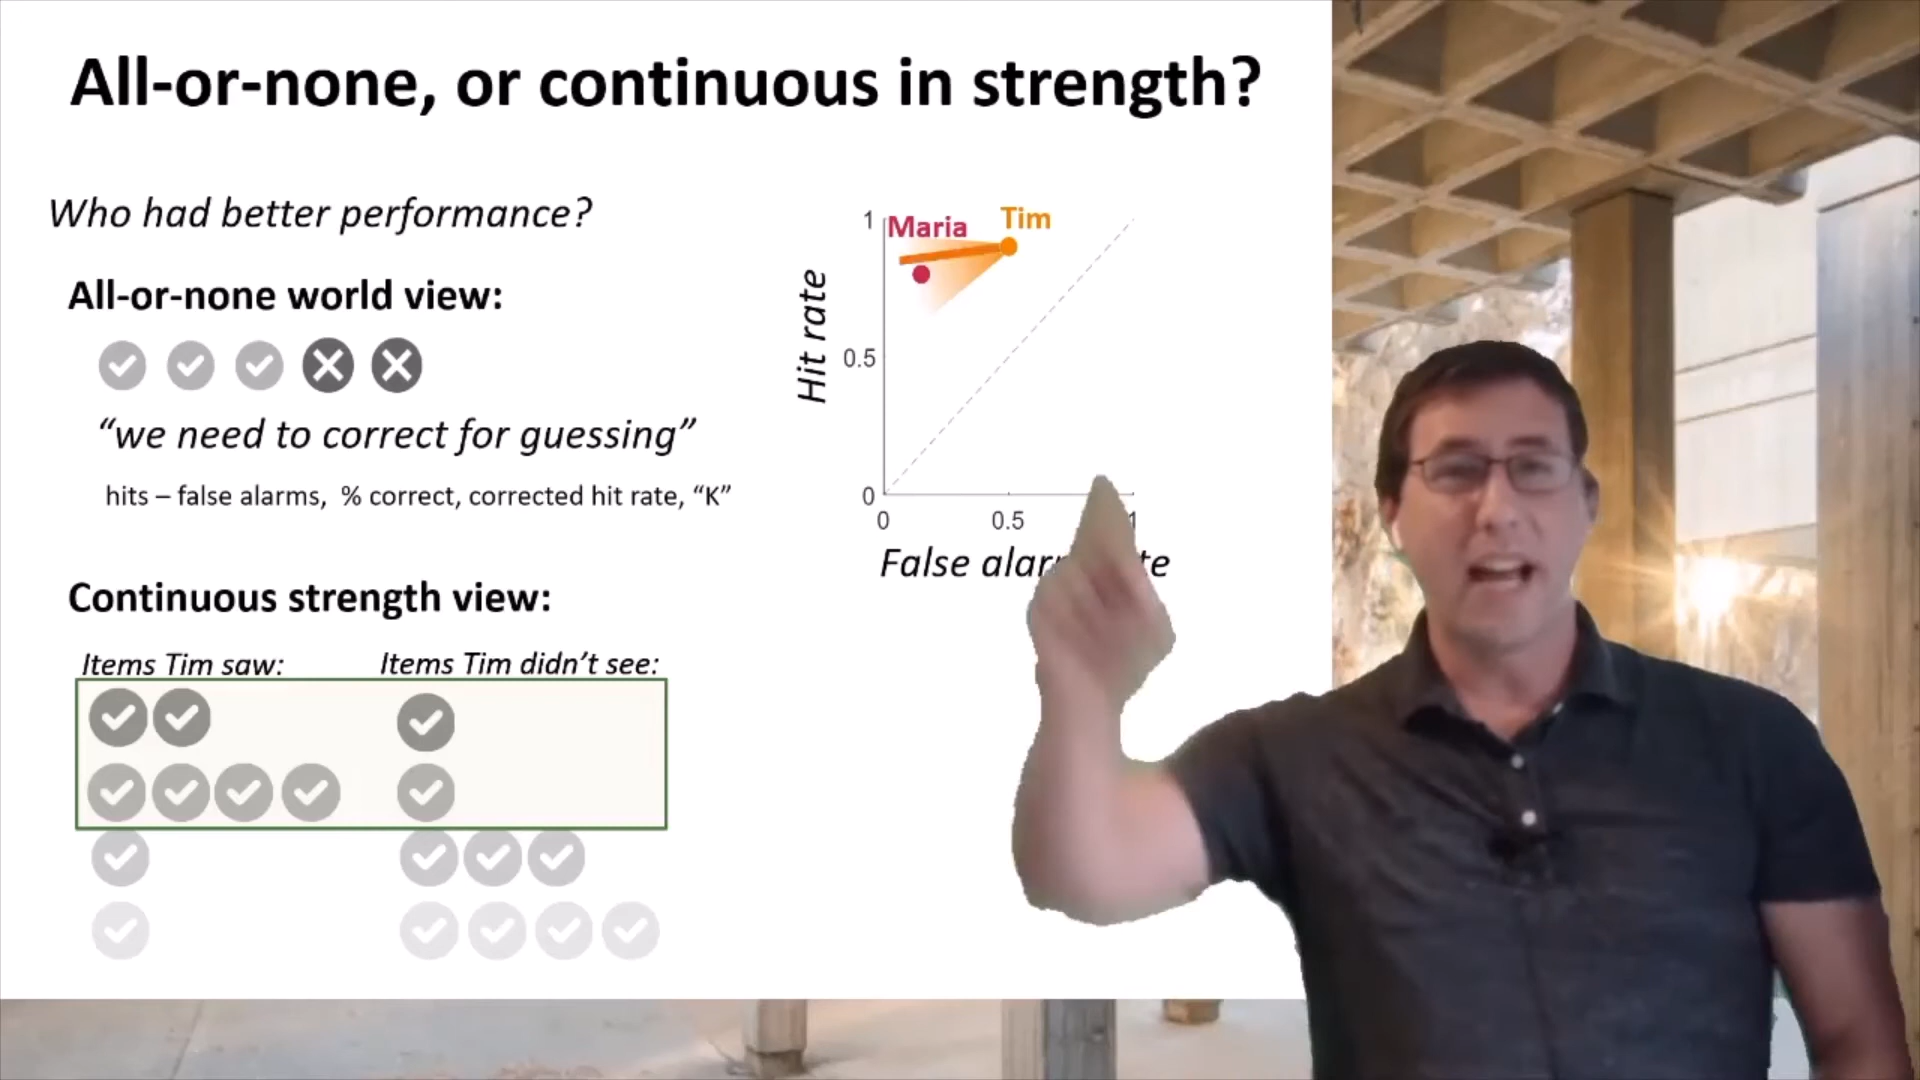 All-or-none, or continuous in strength?
Who had better performance?
All-or-none world view:
“we need to correct for guessing”
hits – false alarms, % correct, corrected hit rate, “K”
Continuous strength view:
Items Tim saw:
Items Tim didn’t see:
Maria
Tim
1
Hit rate
0.5
0
0
0.5
1
False